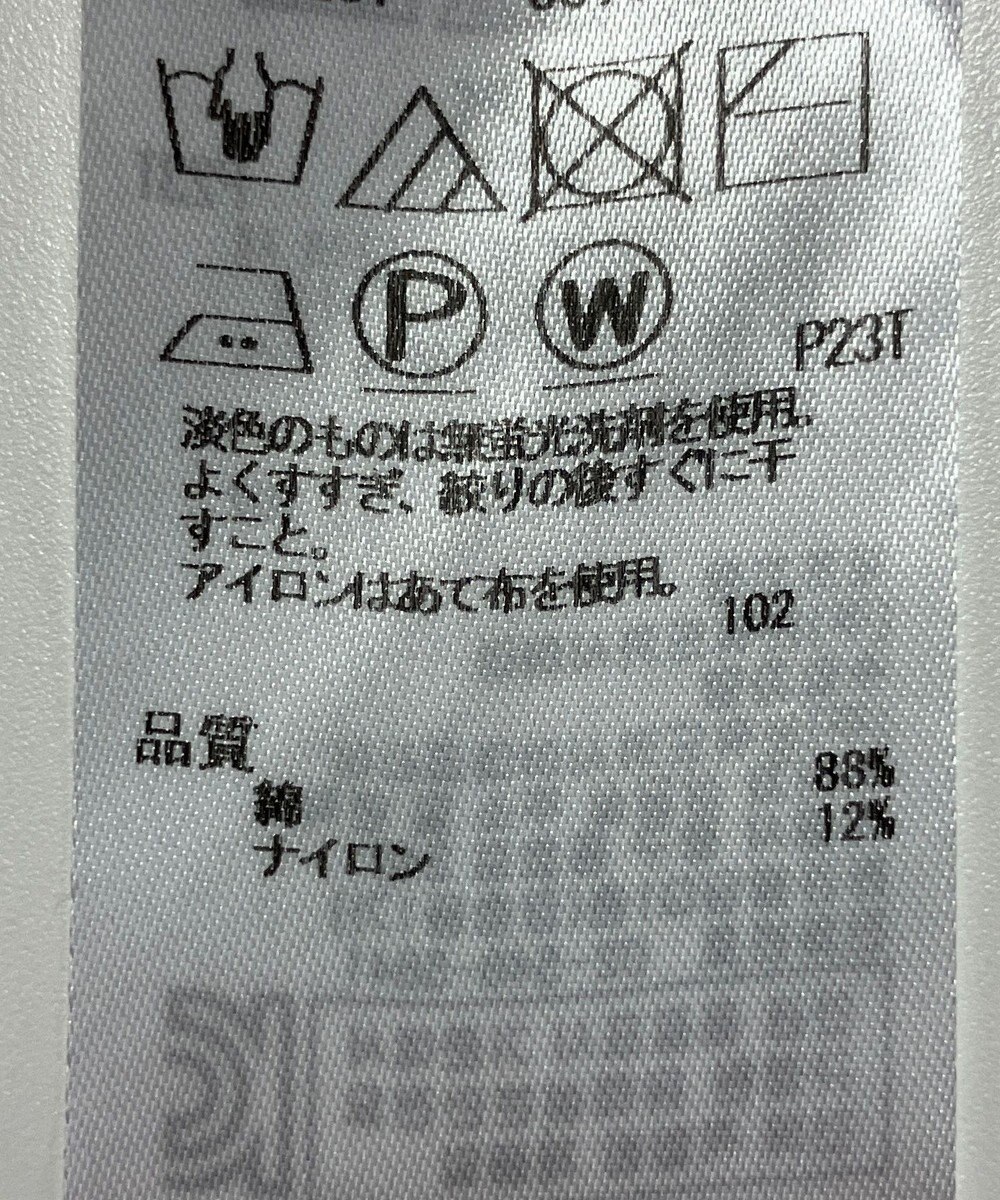 P
W
P23T
淡色のものは無蛍光洗剤を使用。
よくすすぎ、絞りの後すぐに干
すこと。
アイロンはあて布を使用。
102
品質
綿 88%
ナイロン 12%